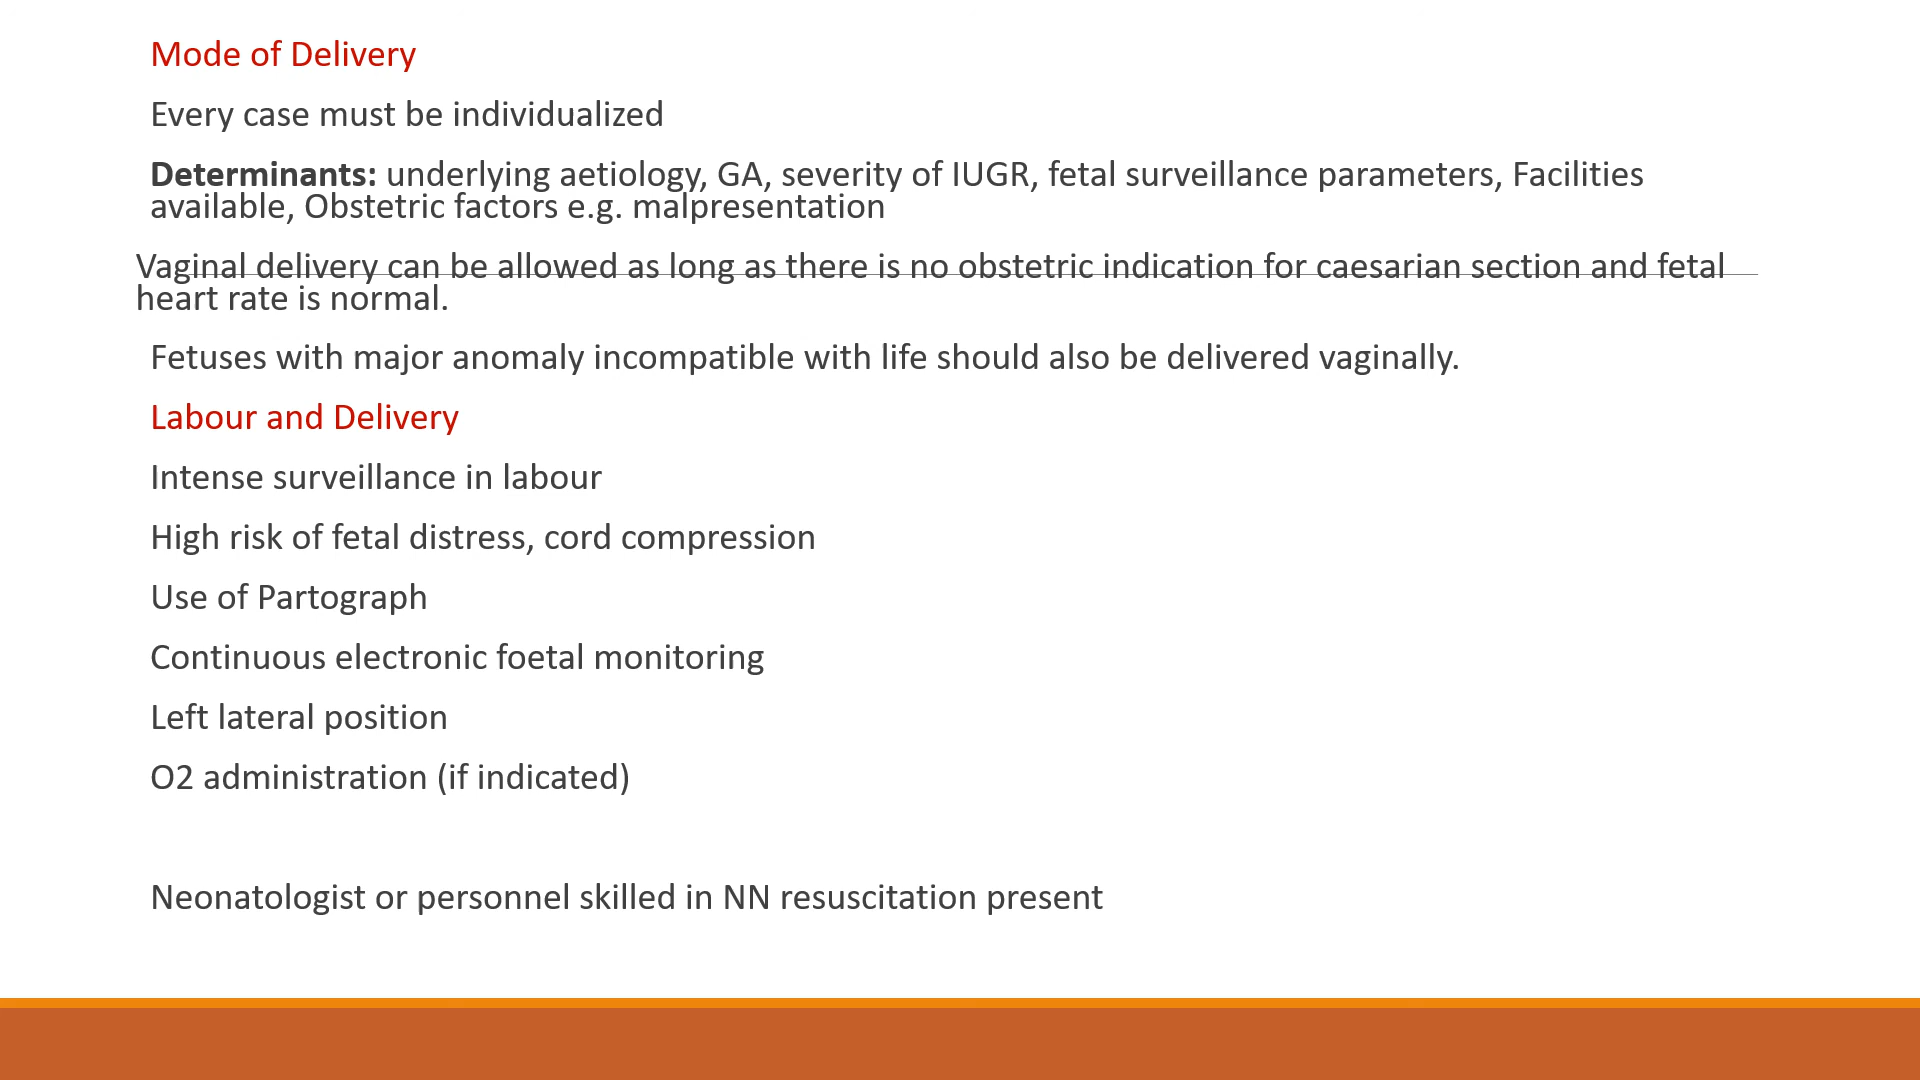 Mode of Delivery
Every case must be individualized
Determinants: underlying aetiology, GA, severity of IUGR, fetal surveillance parameters, Facilities
available, Obstetric factors e.g. malpresentation
Vaginal delivery can be allowed as long as there is no obstetric indication for caesarian section and fetal
heart rate is normal.
Fetuses with major anomaly incompatible with life should also be delivered vaginally.
Labour and Delivery
Intense surveillance in labour
High risk of fetal distress, cord compression
Use of Partograph
Continuous electronic foetal monitoring
Left lateral position
O2 administration (if indicated)
Neonatologist or personnel skilled in NN resuscitation present